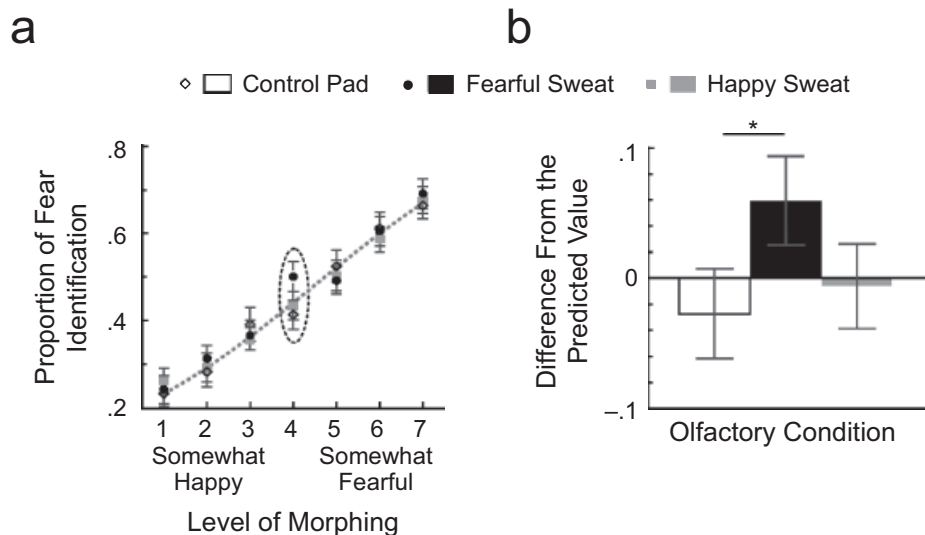 a
b
Control Pad
Fearful Sweat
Happy Sweat
Proportion of Fear
Identification
.8
.6
.4
.2
1 2 3 4 5 6 7
Somewhat
Happy
Somewhat
Fearful
Level of Morphing
Difference From the
Predicted Value
.1
0
–.1
*
Olfactory Condition